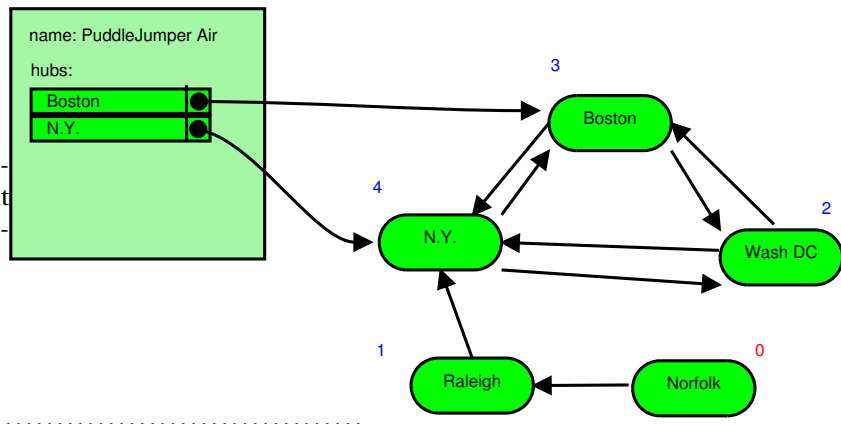 name: PuddleJumper Air
hubs:
Boston
N.Y.
3
Boston
4
N.Y.
2
Wash DC
1
Raleigh
0
Norfolk